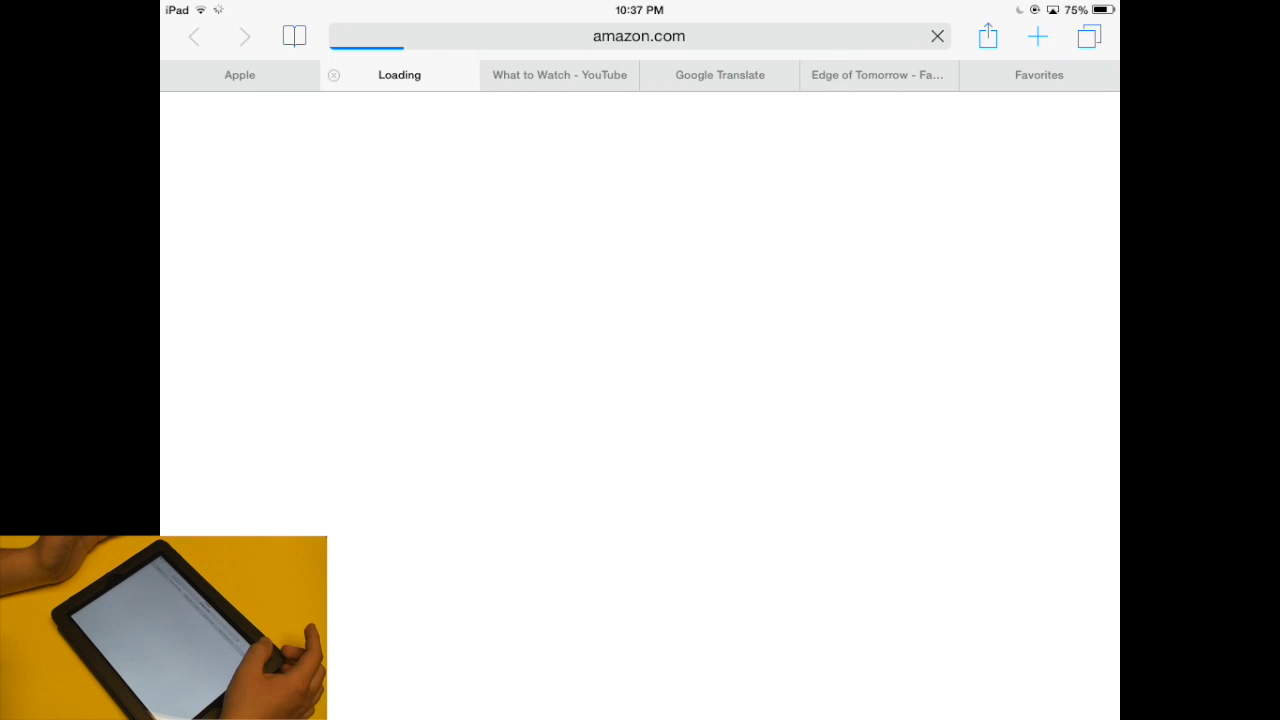 iPad 10:37 PM 75%
amazon.com
Apple Loading What to Watch - YouTube Google Translate Edge of Tomorrow - Fa... Favorites